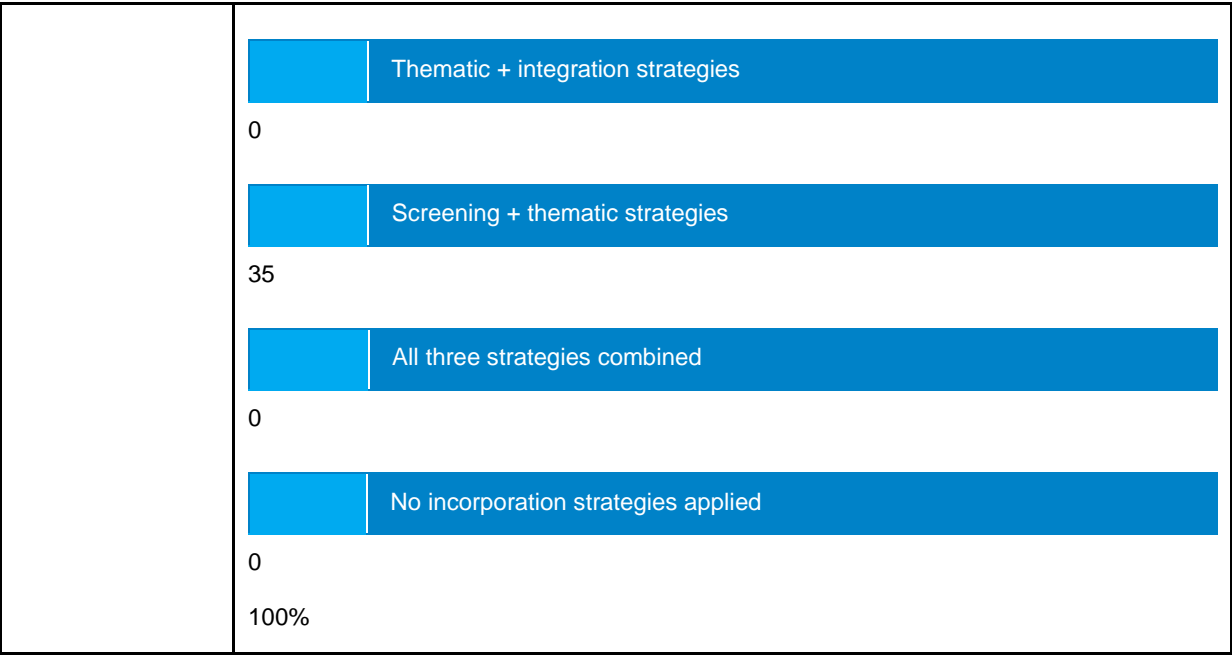 Thematic + integration strategies
0
Screening + thematic strategies
35
All three strategies combined
0
No incorporation strategies applied
0
100%